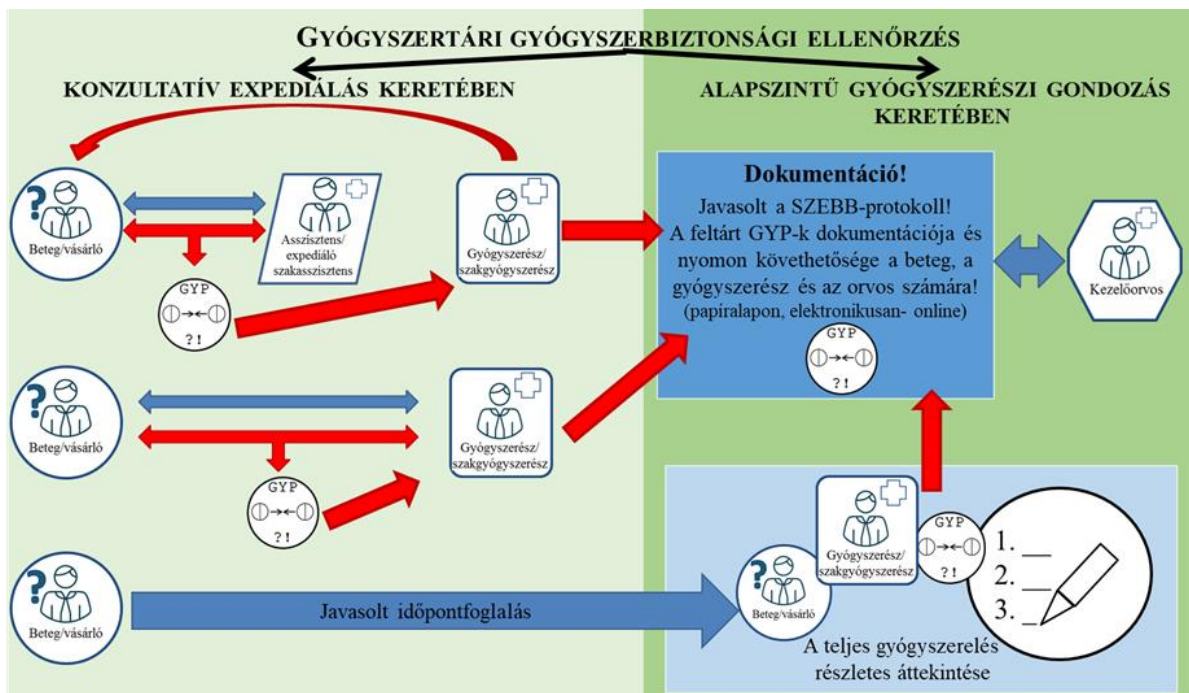 GYÓGYSZERTÁRI GYÓGYSZERBIZTONSÁGI ELLENŐRZÉS
KONZULTATÍV EXPEDIÁLÁS KERETÉBEN
ALAPSZINTŰ GYÓGYSZERÉSZI GONDOZÁS
KERETÉBEN
?
Beteg/vásárló
Asszisztens/
expediáló
szakasszisztens
Gyógyszerész/
szakgyógyszerész
GYP
?!
Dokumentáció!
Javasolt a SZEBB-protokoll!
A feltárt GYP-k dokumentációja és
nyomon követhetősége a beteg, a
gyógyszerész és az orvos számára!
(papíralapon, elektronikusan- online)
GYP
?!
Kezelőorvos
?
Beteg/vásárló
Gyógyszerész/
szakgyógyszerész
GYP
?!
?
Beteg/vásárló
Javasolt időpontfoglalás
?
Beteg/vásárló
Gyógyszerész/
szakgyógyszerész
GYP
?!
1. __
2. __
3. _
A teljes gyógyszerelés
részletes áttekintése